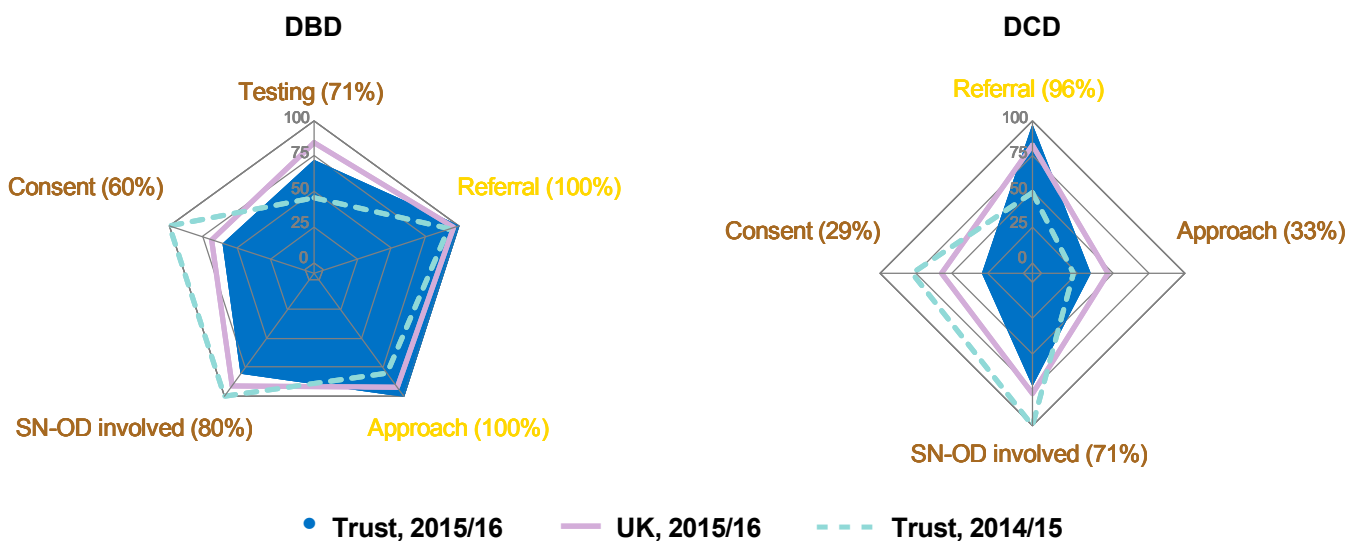 DBD
Testing (71%)
100
75
50
25
0
Consent (60%)
Referral (100%)
SN-OD involved (80%)
Approach (100%)
DCD
Referral (96%)
100
75
50
25
0
Consent (29%)
Approach (33%)
SN-OD involved (71%)
Trust, 2015/16
UK, 2015/16
Trust, 2014/15